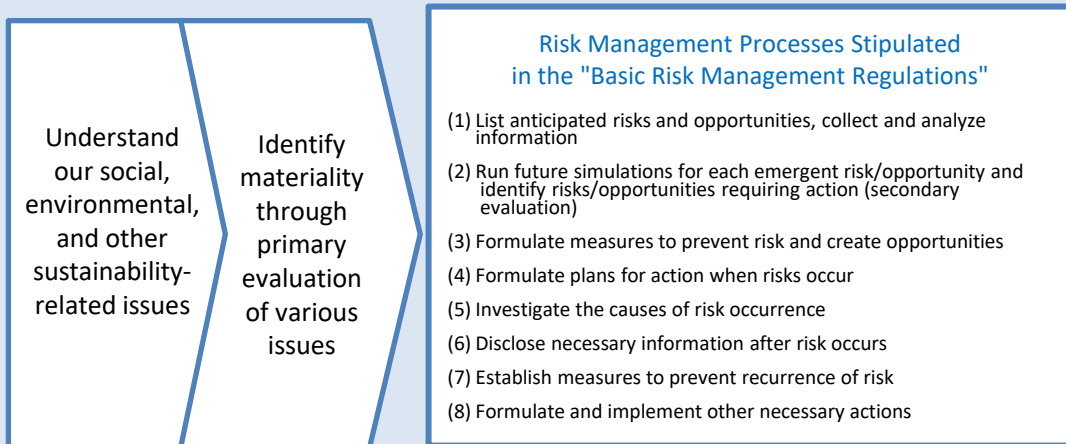 Understand
our social,
environmental,
and other
sustainability-
related issues
Identify
materiality
through
primary
evaluation
of various
issues
Risk Management Processes Stipulated
in the "Basic Risk Management Regulations"
(1) List anticipated risks and opportunities, collect and analyze
information
(2) Run future simulations for each emergent risk/opportunity and
identify risks/opportunities requiring action (secondary
evaluation)
(3) Formulate measures to prevent risk and create opportunities
(4) Formulate plans for action when risks occur
(5) Investigate the causes of risk occurrence
(6) Disclose necessary information after risk occurs
(7) Establish measures to prevent recurrence of risk
(8) Formulate and implement other necessary actions